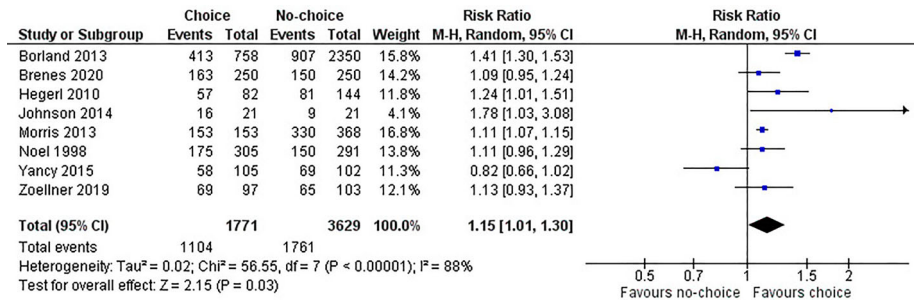 Choice No-choice Risk Ratio Risk Ratio
Study or Subgroup Events Total Events Total Weight M-H, Random, 95% CI M-H, Random, 95% CI
Borland 2013 413 758 907 2350 15.8% 1.41 [1.30, 1.53]
Brenes 2020 163 250 150 250 14.2% 1.09 [0.95, 1.24]
Hegerl 2010 57 82 81 144 11.3% 1.24 [1.01, 1.51]
Johnson 2014 16 21 9 21 4.1% 1.78 [1.03, 3.08]
Morris 2013 153 153 330 368 16.8% 1.11 [1.07, 1.15]
Noel 1998 175 305 150 291 13.8% 1.11 [0.96, 1.29]
Yancy 2015 58 105 69 102 11.3% 0.82 [0.66, 1.02]
Zoellner 2019 69 97 65 103 12.1% 1.13 [0.93, 1.37]
Total (95% CI) 1771 3629 100.0% 1.15 [1.01, 1.30]
Total events 1104 1761
Heterogeneity: Tau² = 0.02; Chi² = 56.55, df = 7 (P < 0.00001); I² = 88%
Test for overall effect: Z = 2.15 (P = 0.03)
0.5 0.7 1 1.5 2
Favours no-choice Favours choice